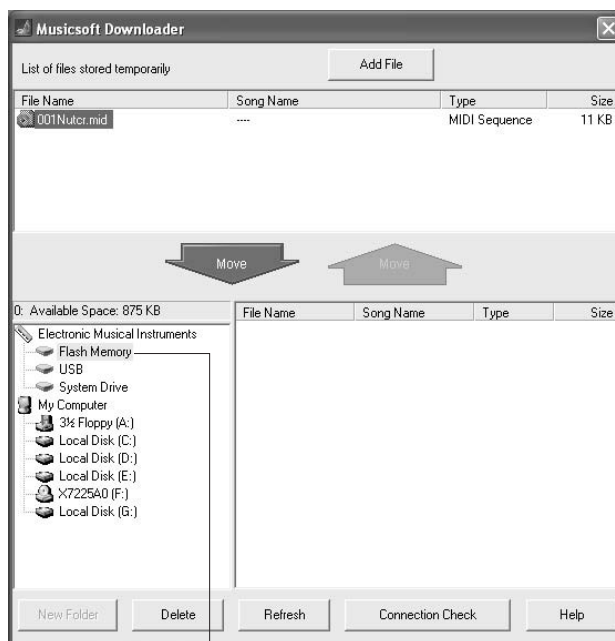 Musicsoft Downloader
List of files stored temporarily
Add File
File Name Song Name Type Size
001Nutcr.mid ---- MIDI Sequence 11 KB
Move Move
0: Available Space: 875 KB
File Name Song Name Type Size
Electronic Musical Instruments
Flash Memory
USB
System Drive
My Computer
3½ Floppy (A:)
Local Disk (C:)
Local Disk (D:)
Local Disk (E:)
X7225A0 (F:)
Local Disk (G:)
New Folder Delete Refresh Connection Check Help